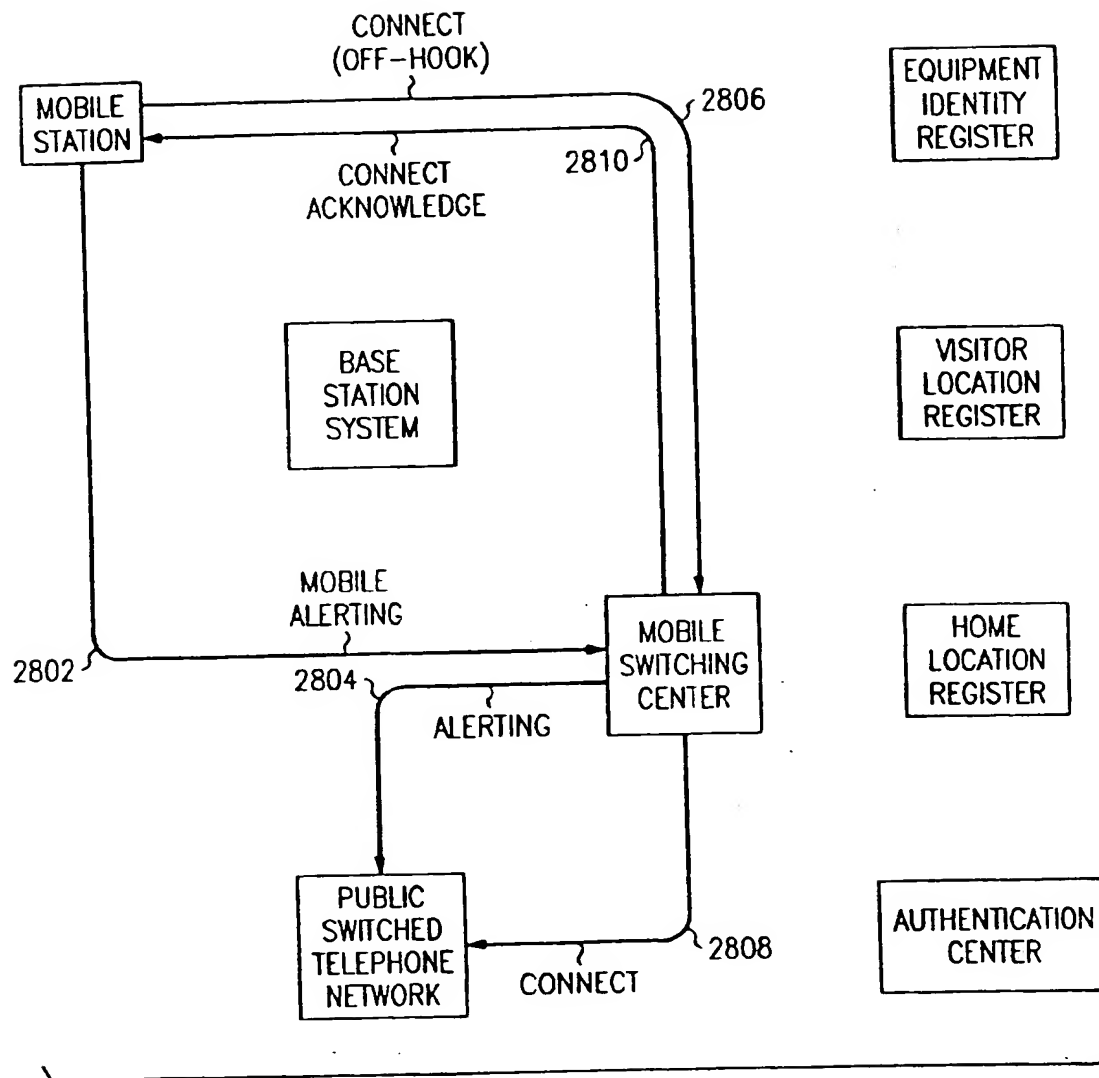 CONNECT
(OFF-HOOK)
MOBILE
STATION
2806
EQUIPMENT
IDENTITY
REGISTER
2810
CONNECT
ACKNOWLEDGE
BASE
STATION
SYSTEM
VISITOR
LOCATION
REGISTER
MOBILE
ALERTING
2802
2804
ALERTING
MOBILE
SWITCHING
CENTER
HOME
LOCATION
REGISTER
PUBLIC
SWITCHED
TELEPHONE
NETWORK
2808
CONNECT
AUTHENTICATION
CENTER